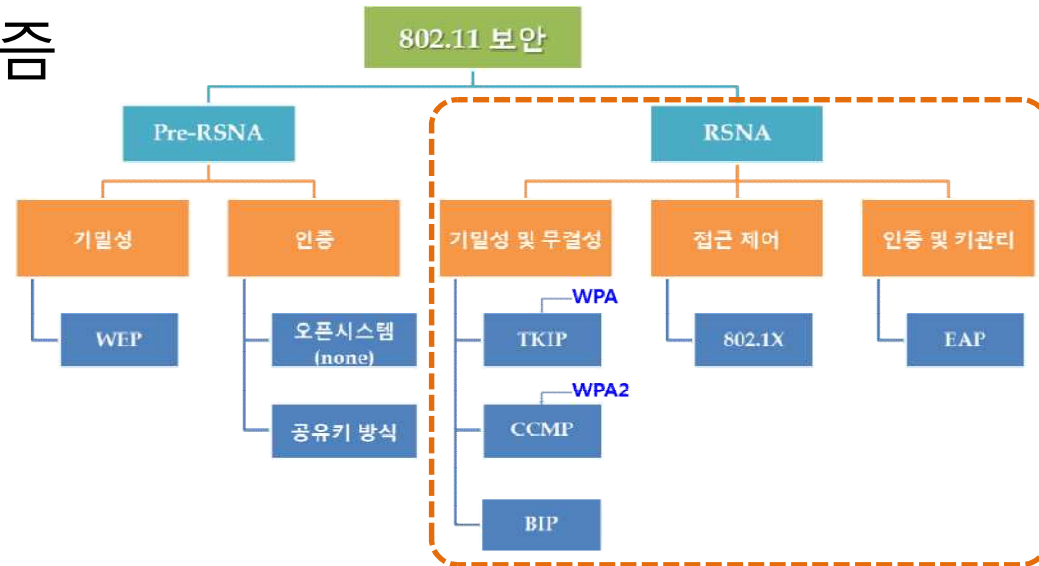 즘
802.11 보안
Pre-RSNA
RSNA
기밀성
인증
기밀성 및 무결성
접근 제어
인증 및 키관리
WPA
WEP
오픈시스템
(none)
TKIP
802.1X
EAP
WPA2
공유키 방식
CCMP
BIP